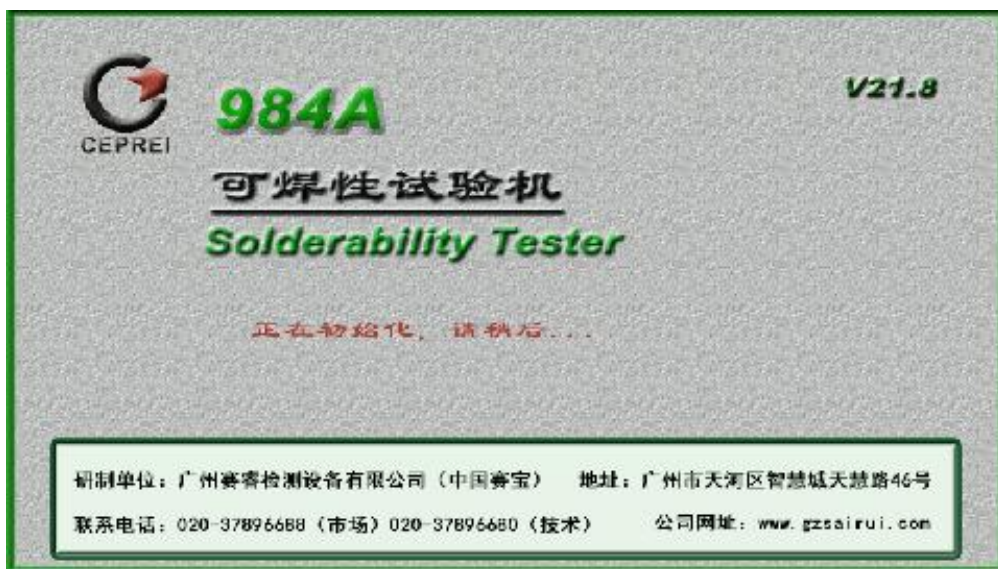 CEPREI
984A
V21.8
可焊性试验机
Solderability Tester
正在初始化，请稍后...
研制单位：广州赛睿检测设备有限公司（中国赛宝） 地址：广州市天河区智慧城天慧路46号
联系电话：020-37896688（市场）020-37896680（技术） 公司网址：www.gzsairui.com